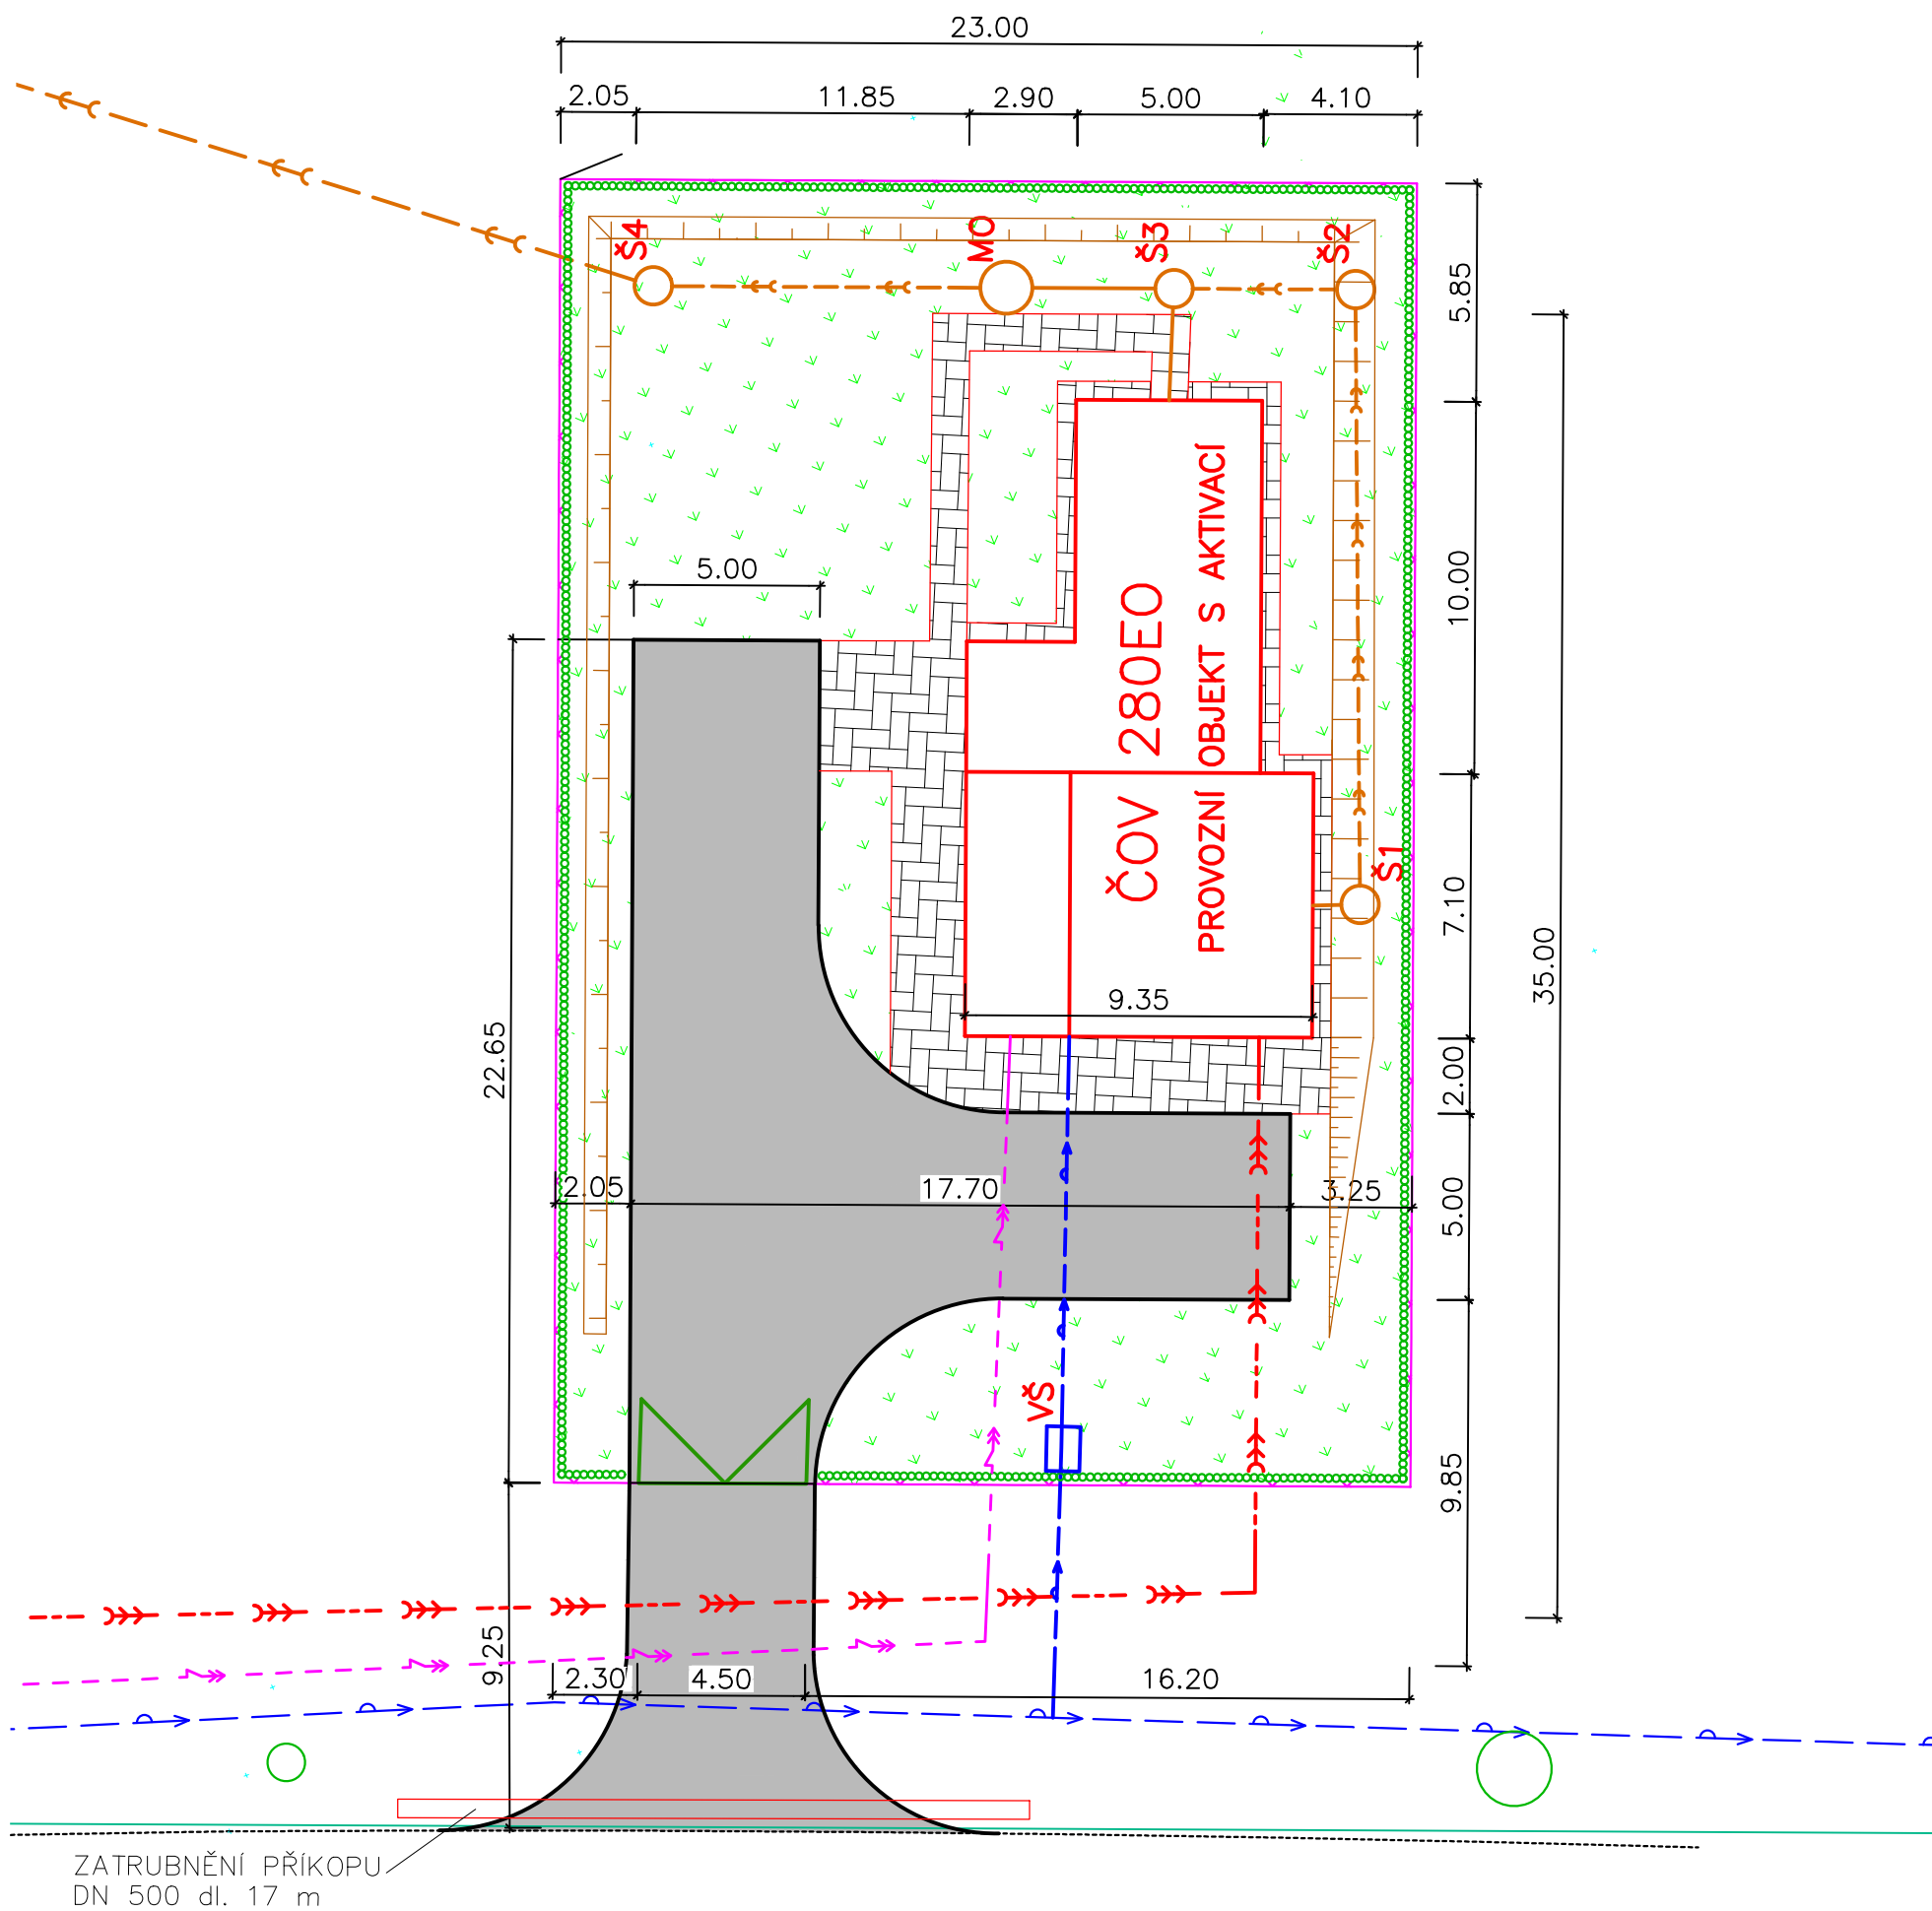 23.00
2.05
11.85
2.90
5.00
4.10
Š4
MO
Š3
Š2
5.85
5.00
10.00
ČOV 280EO
PROVOZNÍ OBJEKT S AKTIVACÍ
Š1
7.10
35.00
9.35
22.65
2.00
2.05
17.70
3.25
5.00
VŠ
9.85
9.25
2.30
4.50
16.20
ZATRUBNĚNÍ PŘÍKOPU
DN 500 dl. 17 m